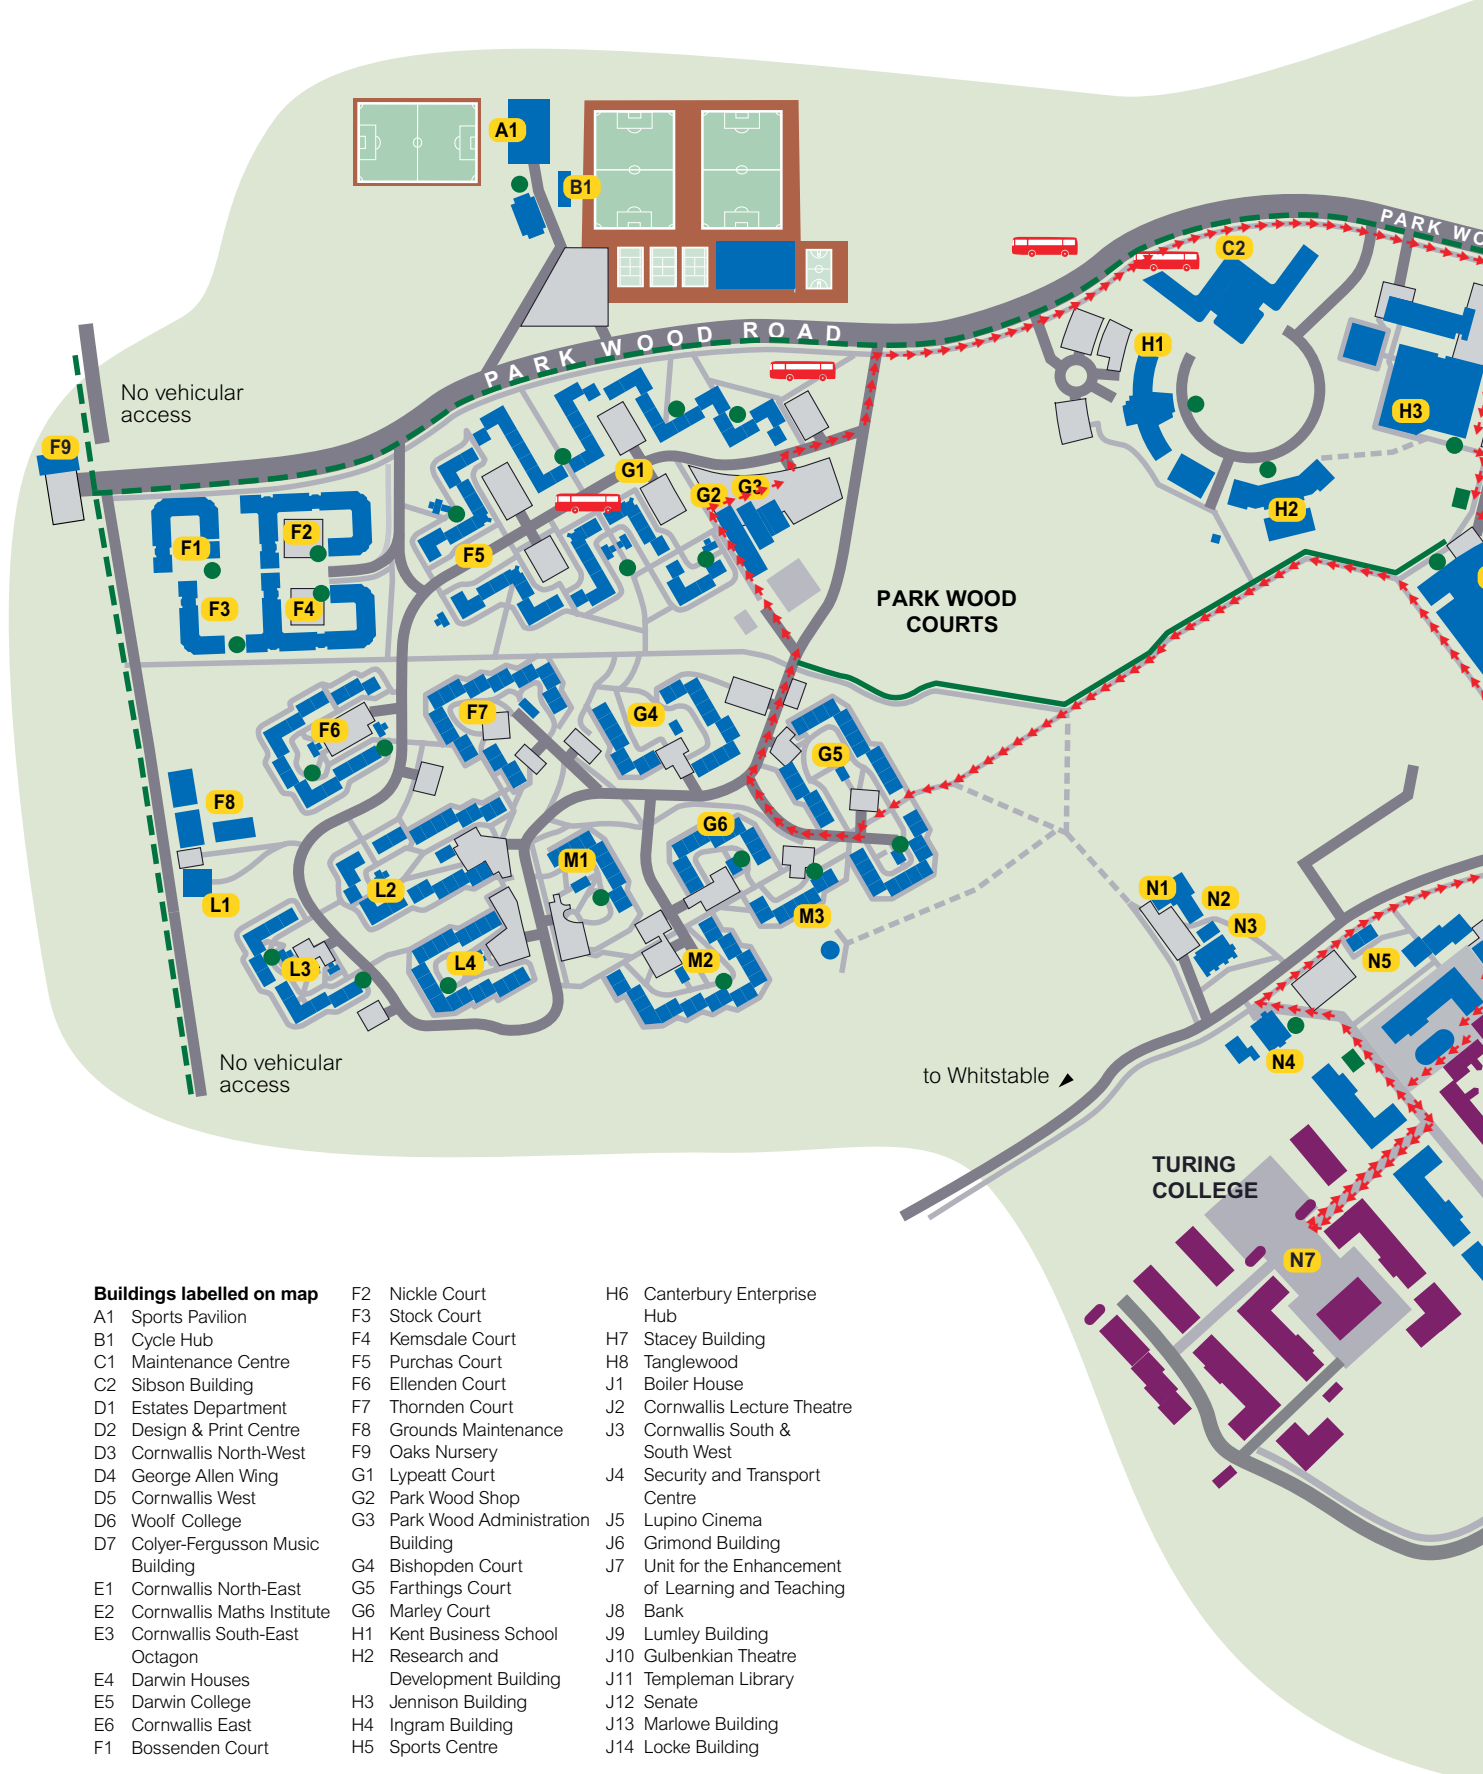 A1
B1
PARK WOOD ROAD
PARK WO
C2
H1
H3
H2
No vehicular
access
F9
G1
G2
G3
F1
F2
F5
F3
F4
PARK WOOD
COURTS
F6
F7
G4
G5
F8
G6
L1
L2
M1
M3
L3
L4
M2
N1
N2
N3
N5
N4
No vehicular
access
to Whitstable
TURING
COLLEGE
N7
Buildings labelled on map
A1 Sports Pavilion
B1 Cycle Hub
C1 Maintenance Centre
C2 Sibson Building
D1 Estates Department
D2 Design & Print Centre
D3 Cornwallis North-West
D4 George Allen Wing
D5 Cornwallis West
D6 Woolf College
D7 Colyer-Fergusson Music
Building
E1 Cornwallis North-East
E2 Cornwallis Maths Institute
E3 Cornwallis South-East
Octagon
E4 Darwin Houses
E5 Darwin College
E6 Cornwallis East
F1 Bossenden Court
F2 Nickle Court
F3 Stock Court
F4 Kemsdale Court
F5 Purchas Court
F6 Ellenden Court
F7 Thornden Court
F8 Grounds Maintenance
F9 Oaks Nursery
G1 Lypeatt Court
G2 Park Wood Shop
G3 Park Wood Administration
Building
G4 Bishopden Court
G5 Farthings Court
G6 Marley Court
H1 Kent Business School
H2 Research and
Development Building
H3 Jennison Building
H4 Ingram Building
H5 Sports Centre
H6 Canterbury Enterprise
Hub
H7 Stacey Building
H8 Tanglewood
J1 Boiler House
J2 Cornwallis Lecture Theatre
J3 Cornwallis South &
South West
J4 Security and Transport
Centre
J5 Lupino Cinema
J6 Grimond Building
J7 Unit for the Enhancement
of Learning and Teaching
J8 Bank
J9 Lumley Building
J10 Gulbenkian Theatre
J11 Templeman Library
J12 Senate
J13 Marlowe Building
J14 Locke Building